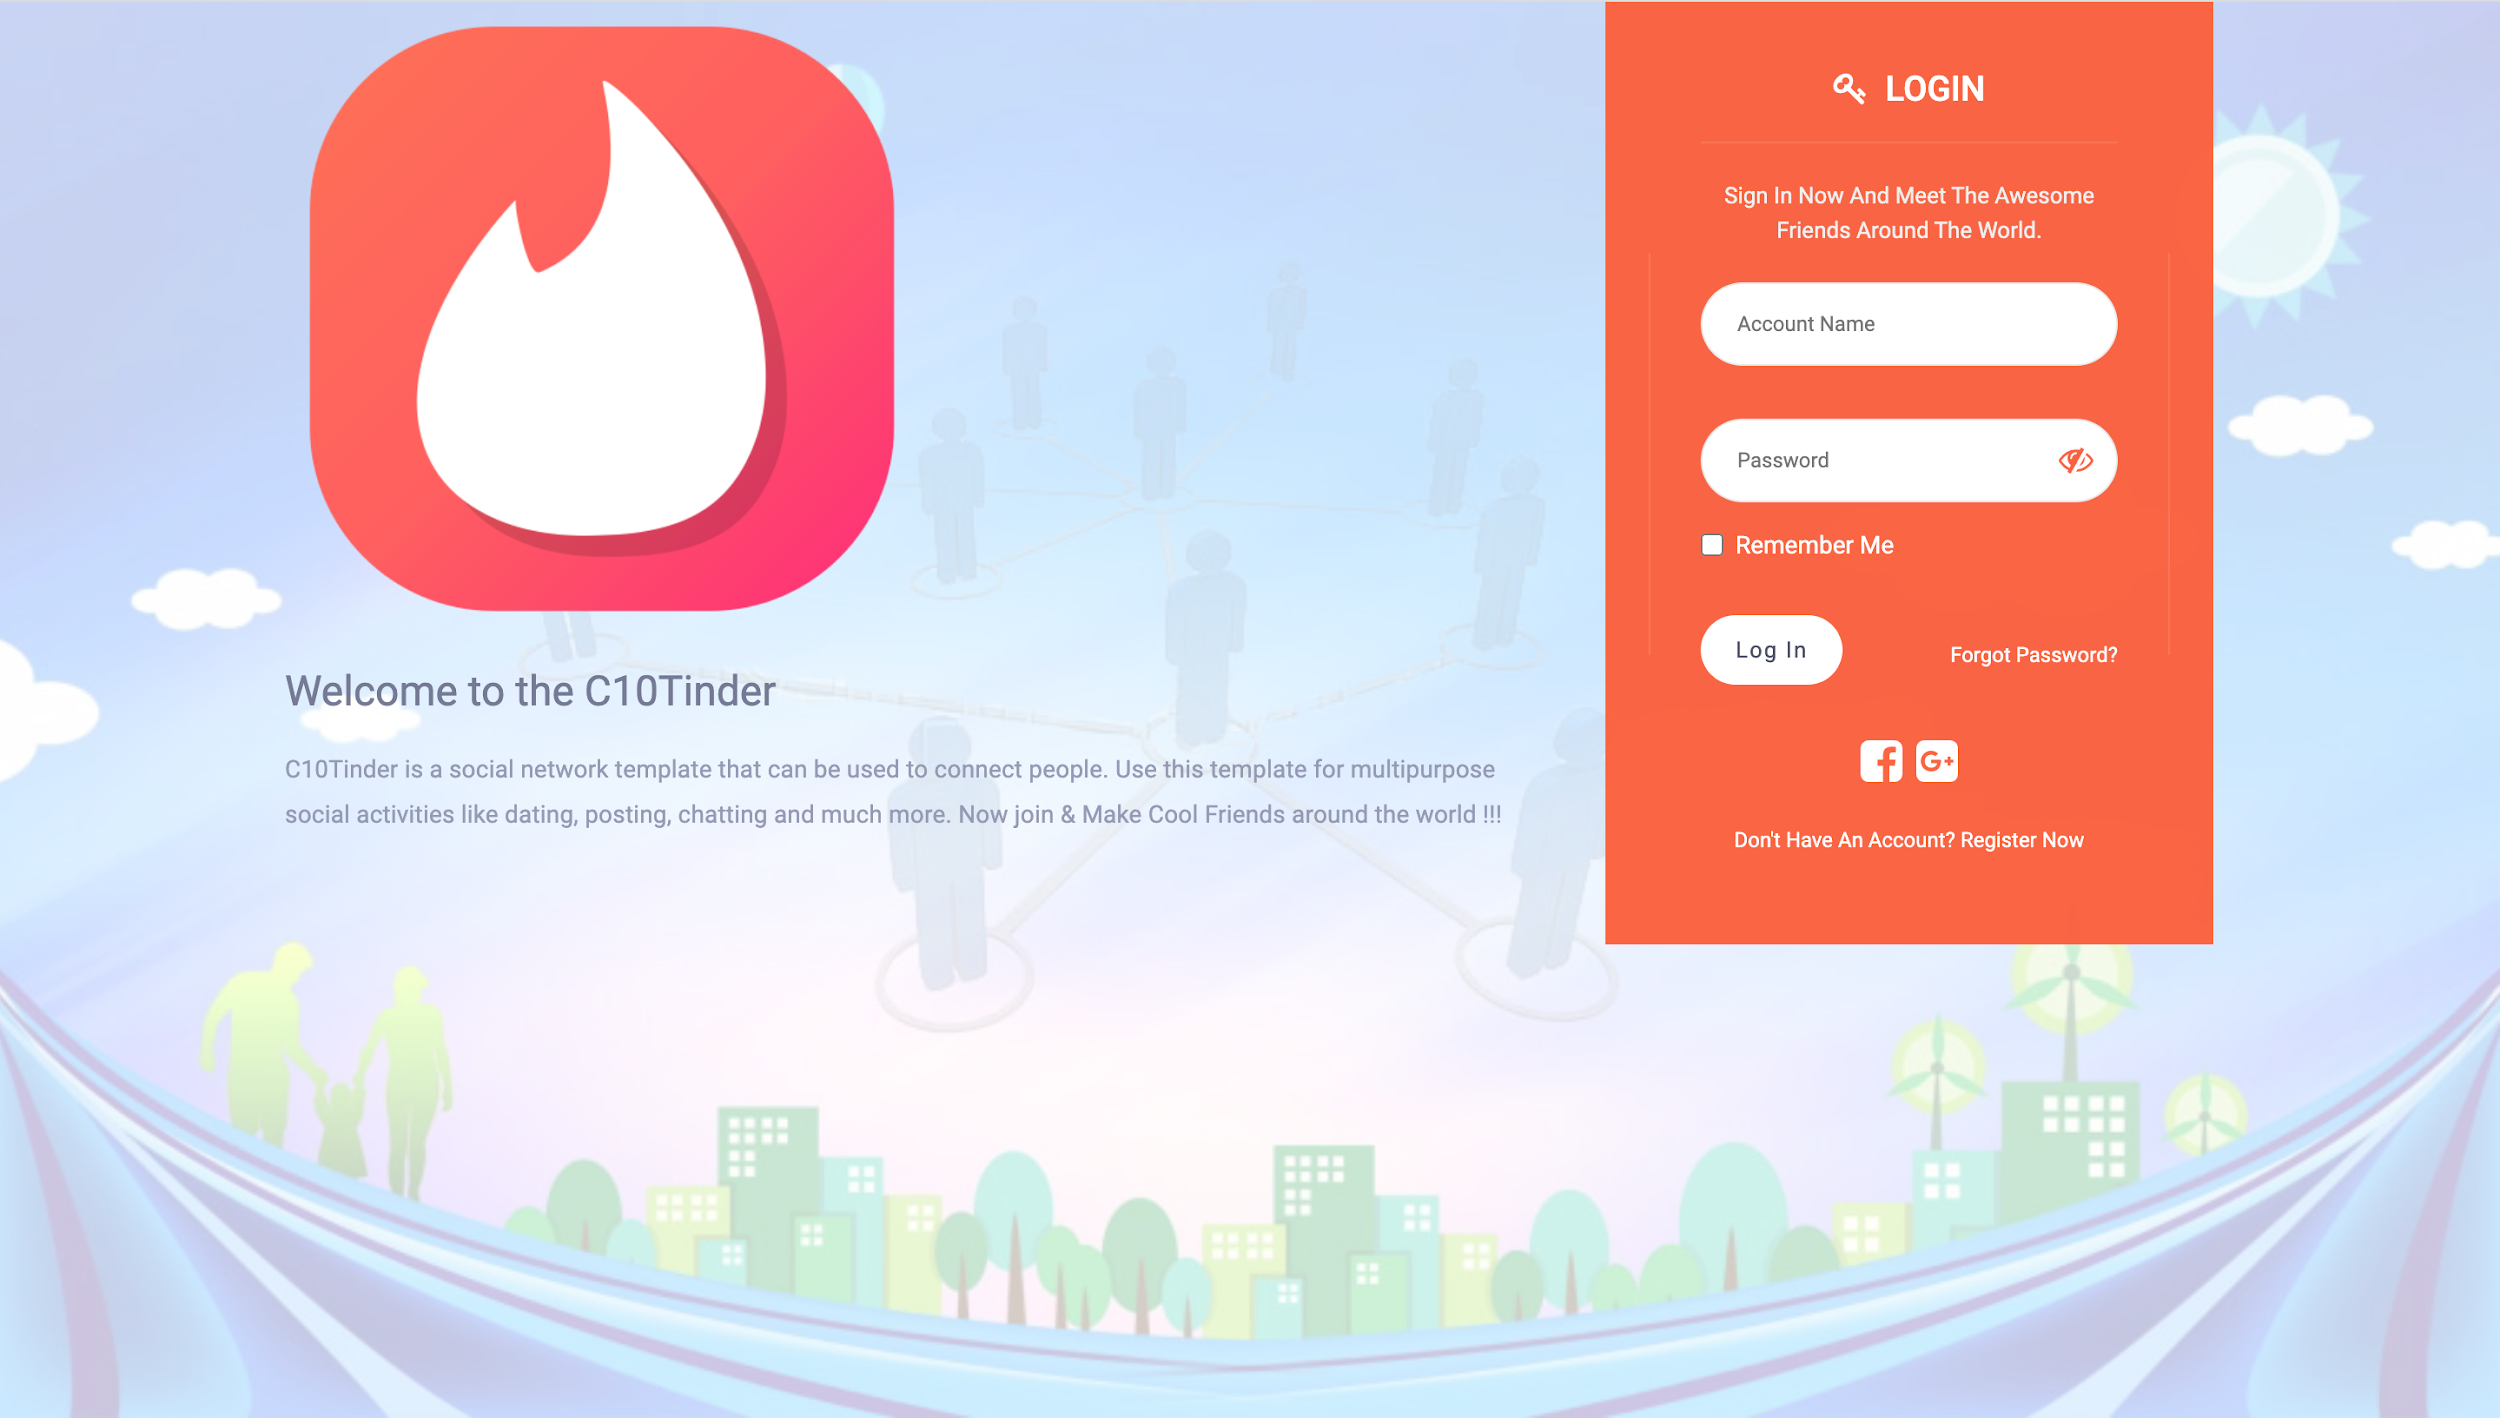 Welcome to the C10Tinder
C10Tinder is a social network template that can be used to connect people. Use this template for multipurpose
social activities like dating, posting, chatting and much more. Now join & Make Cool Friends around the world !!!
LOGIN
Sign In Now And Meet The Awesome
Friends Around The World.
Account Name
Password
Remember Me
Log In
Forgot Password?
Don't Have An Account? Register Now